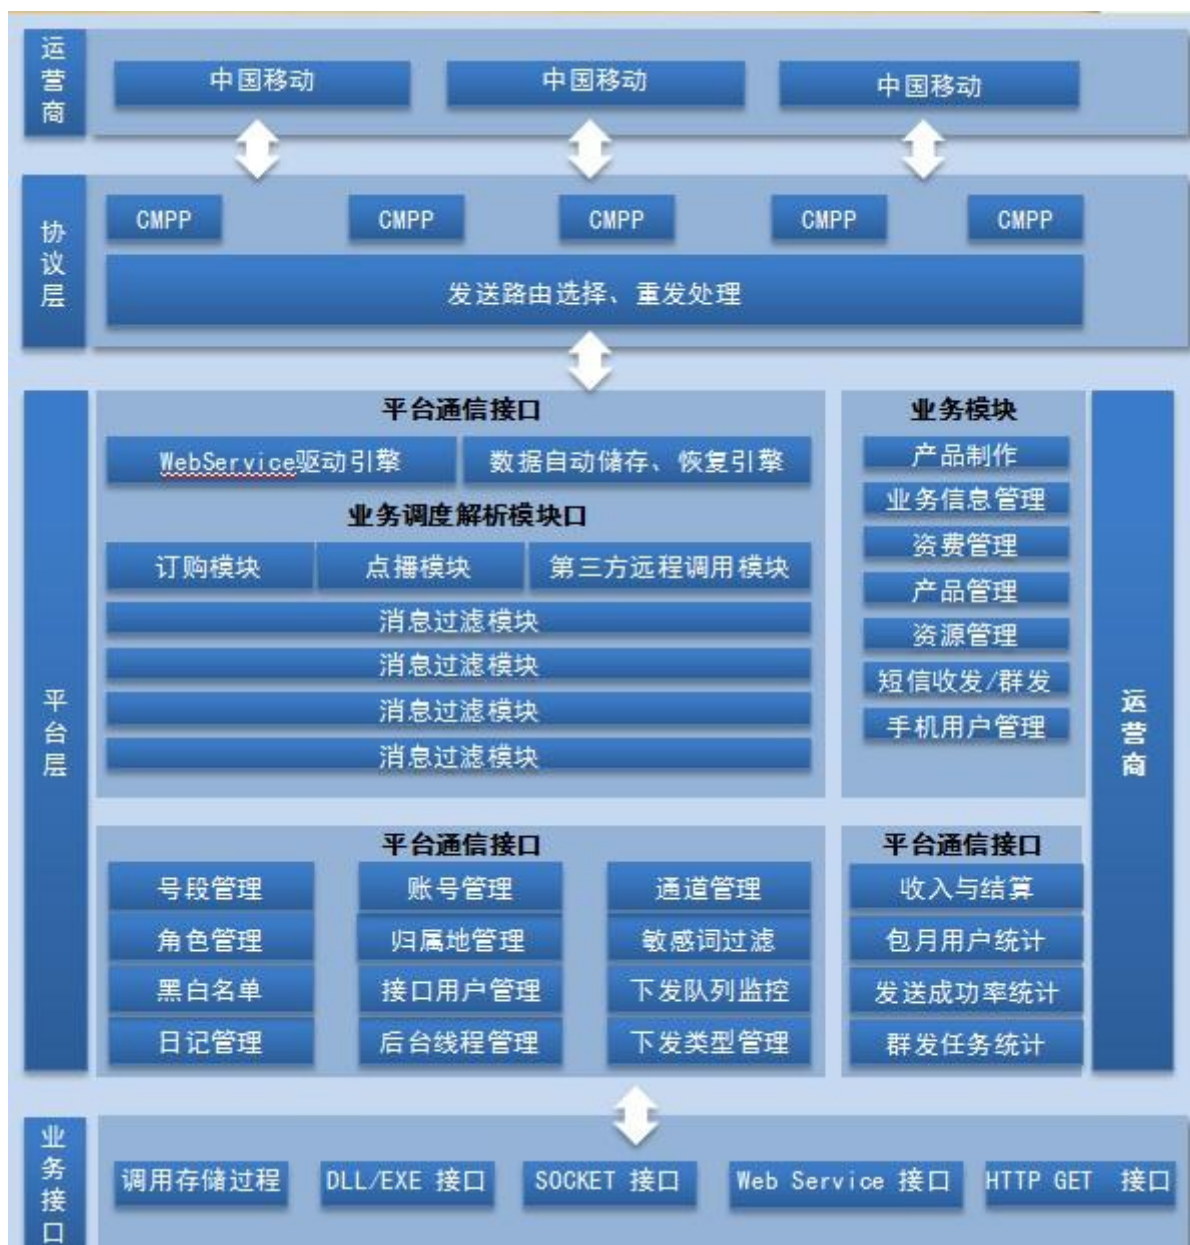 运营商
中国移动
中国移动
中国移动
协议层
CMPP
CMPP
CMPP
CMPP
CMPP
发送路由选择、重发处理
平台层
平台通信接口
WebService驱动引擎
数据自动储存、恢复引擎
业务调度解析模块口
订购模块
点播模块
第三方远程调用模块
消息过滤模块
消息过滤模块
消息过滤模块
消息过滤模块
业务模块
产品制作
业务信息管理
资费管理
产品管理
资源管理
短信收发/群发
手机用户管理
运营商
平台通信接口
号段管理
账号管理
通道管理
角色管理
归属地管理
敏感词过滤
黑白名单
接口用户管理
下发队列监控
日记管理
后台线程管理
下发类型管理
平台通信接口
收入与结算
包月用户统计
发送成功率统计
群发任务统计
业务接口
调用存储过程
DLL/EXE 接口
SOCKET 接口
Web Service 接口
HTTP GET 接口